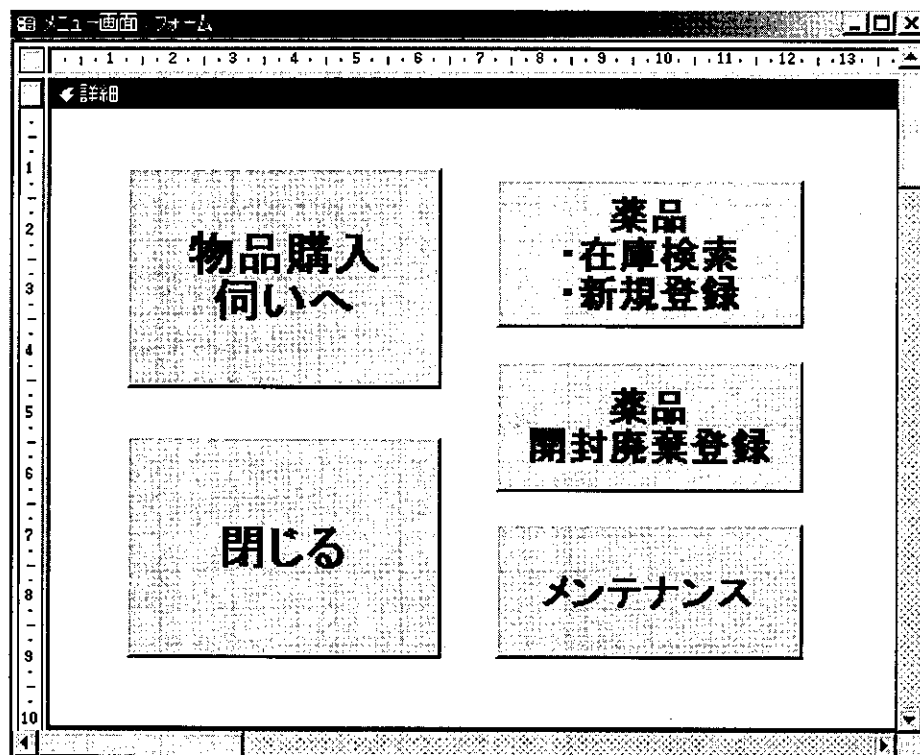 メニュー画面 : フォーム
1 2 3 4 5 6 7 8 9 10 11 12 13
詳細
1
2
3
4
5
6
7
8
9
10
物品購入
伺いへ
閉じる
薬品
・在庫検索
・新規登録
薬品
開封廃棄登録
メンテナンス